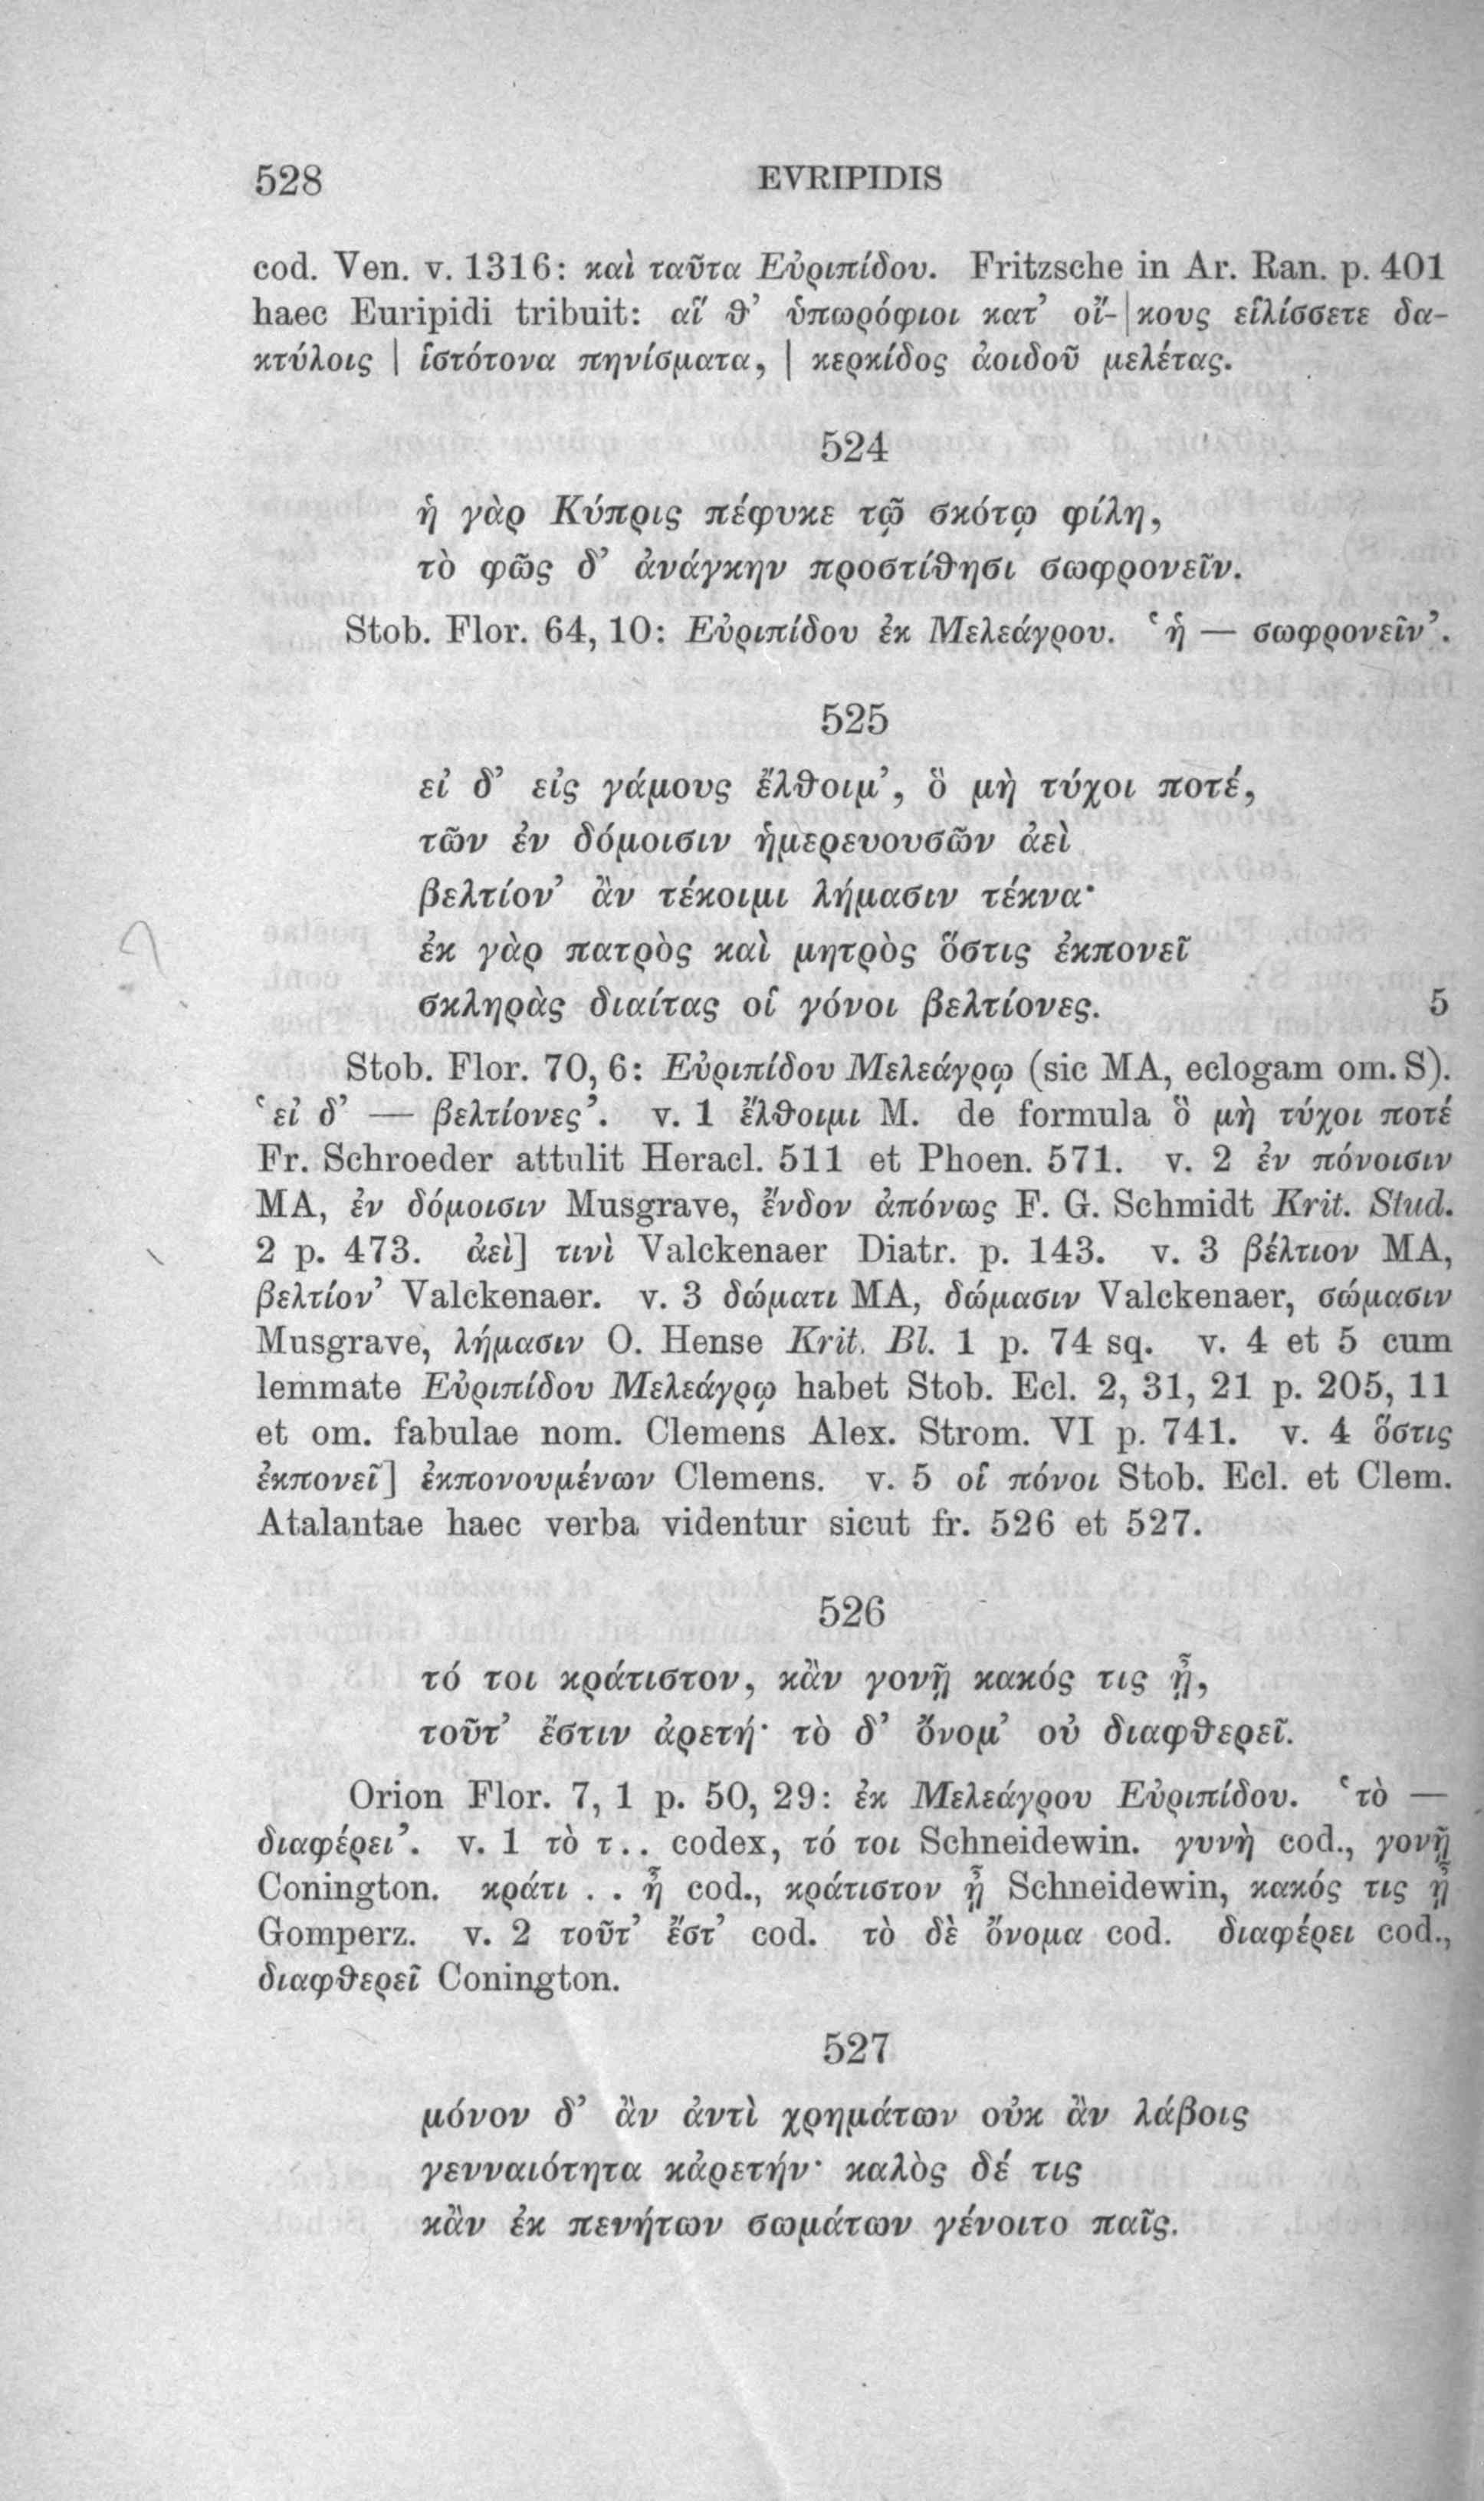 528 EVRIPIDIS
cod. Ven. v. 1316: καὶ ταῦτα Εὐριπίδου. Fritzsche in Ar. Ran. p. 401
haec Euripidi tribuit: αἵ θ’ ὑπωρόφιοι κατ’ οἴ-|κους εἱλίσσετε δα-
κτύλοις | ἱστότονα πηνίσματα, | κερκίδος ἀοιδοῦ μελέτας.
524
ἡ γὰρ Κύπρις πέφυκε τῷ σκότῳ φίλη,
τὸ φῶς δ’ ἀνάγκην προστίθησι σωφρονεῖν.
Stob. Flor. 64, 10: Εὐριπίδου ἐκ Μελεάγρου. ‘ἡ — σωφρονεῖν’.
525
εἰ δ’ εἰς γάμους ἔλθοιμ’, ὃ μὴ τύχοι ποτέ,
τῶν ἐν δόμοισιν ἡμερευουσῶν ἀεὶ
βελτίον’ ἂν τέκοιμι λήμασιν τέκνα·
ἐκ γὰρ πατρὸς καὶ μητρὸς ὅστις ἐκπονεῖ
σκληρὰς διαίτας οἱ γόνοι βελτίονες. 5
Stob. Flor. 70, 6: Εὐριπίδου Μελεάγρῳ (sic MA, eclogam om. S).
‘εἰ δ’ — βελτίονες’. v. 1 ἔλθοιμι M. de formula ὃ μὴ τύχοι ποτέ
Fr. Schroeder attulit Heracl. 511 et Phoen. 571. v. 2 ἐν πόνοισιν
MA, ἐν δόμοισιν Musgrave, ἔνδον ἀπόνως F. G. Schmidt Krit. Stud.
2 p. 473. ἀεὶ] τινὶ Valckenaer Diatr. p. 143. v. 3 βέλτιον MA,
βελτίον’ Valckenaer. v. 3 δώματι MA, δώμασιν Valckenaer, σώμασιν
Musgrave, λήμασιν O. Hense Krit. Bl. 1 p. 74 sq. v. 4 et 5 cum
lemmate Εὐριπίδου Μελεάγρῳ habet Stob. Ecl. 2, 31, 21 p. 205, 11
et om. fabulae nom. Clemens Alex. Strom. VI p. 741. v. 4 ὅστις
ἐκπονεῖ] ἐκπονουμένων Clemens. v. 5 οἱ πόνοι Stob. Ecl. et Clem.
Atalantae haec verba videntur sicut fr. 526 et 527.
526
τό τοι κράτιστον, κἂν γονῇ κακός τις ᾖ,
τοῦτ’ ἔστιν ἀρετή· τὸ δ’ ὄνομ’ οὐ διαφθερεῖ.
Orion Flor. 7, 1 p. 50, 29: ἐκ Μελεάγρου Εὐριπίδου. ‘τὸ —
διαφέρει’. v. 1 τὸ τ.. codex, τό τοι Schneidewin. γυνὴ cod., γονῇ
Conington. κράτι . . ἦ cod., κράτιστον ᾖ Schneidewin, κακός τις ᾖ
Gomperz. v. 2 τοῦτ’ ἔστ’ cod. τὸ δὲ ὄνομα cod. διαφέρει cod.,
διαφθερεῖ Conington.
527
μόνον δ’ ἂν ἀντὶ χρημάτων οὐκ ἂν λάβοις
γενναιότητα κἀρετήν· καλὸς δέ τις
κἂν ἐκ πενήτων σωμάτων γένοιτο παῖς.